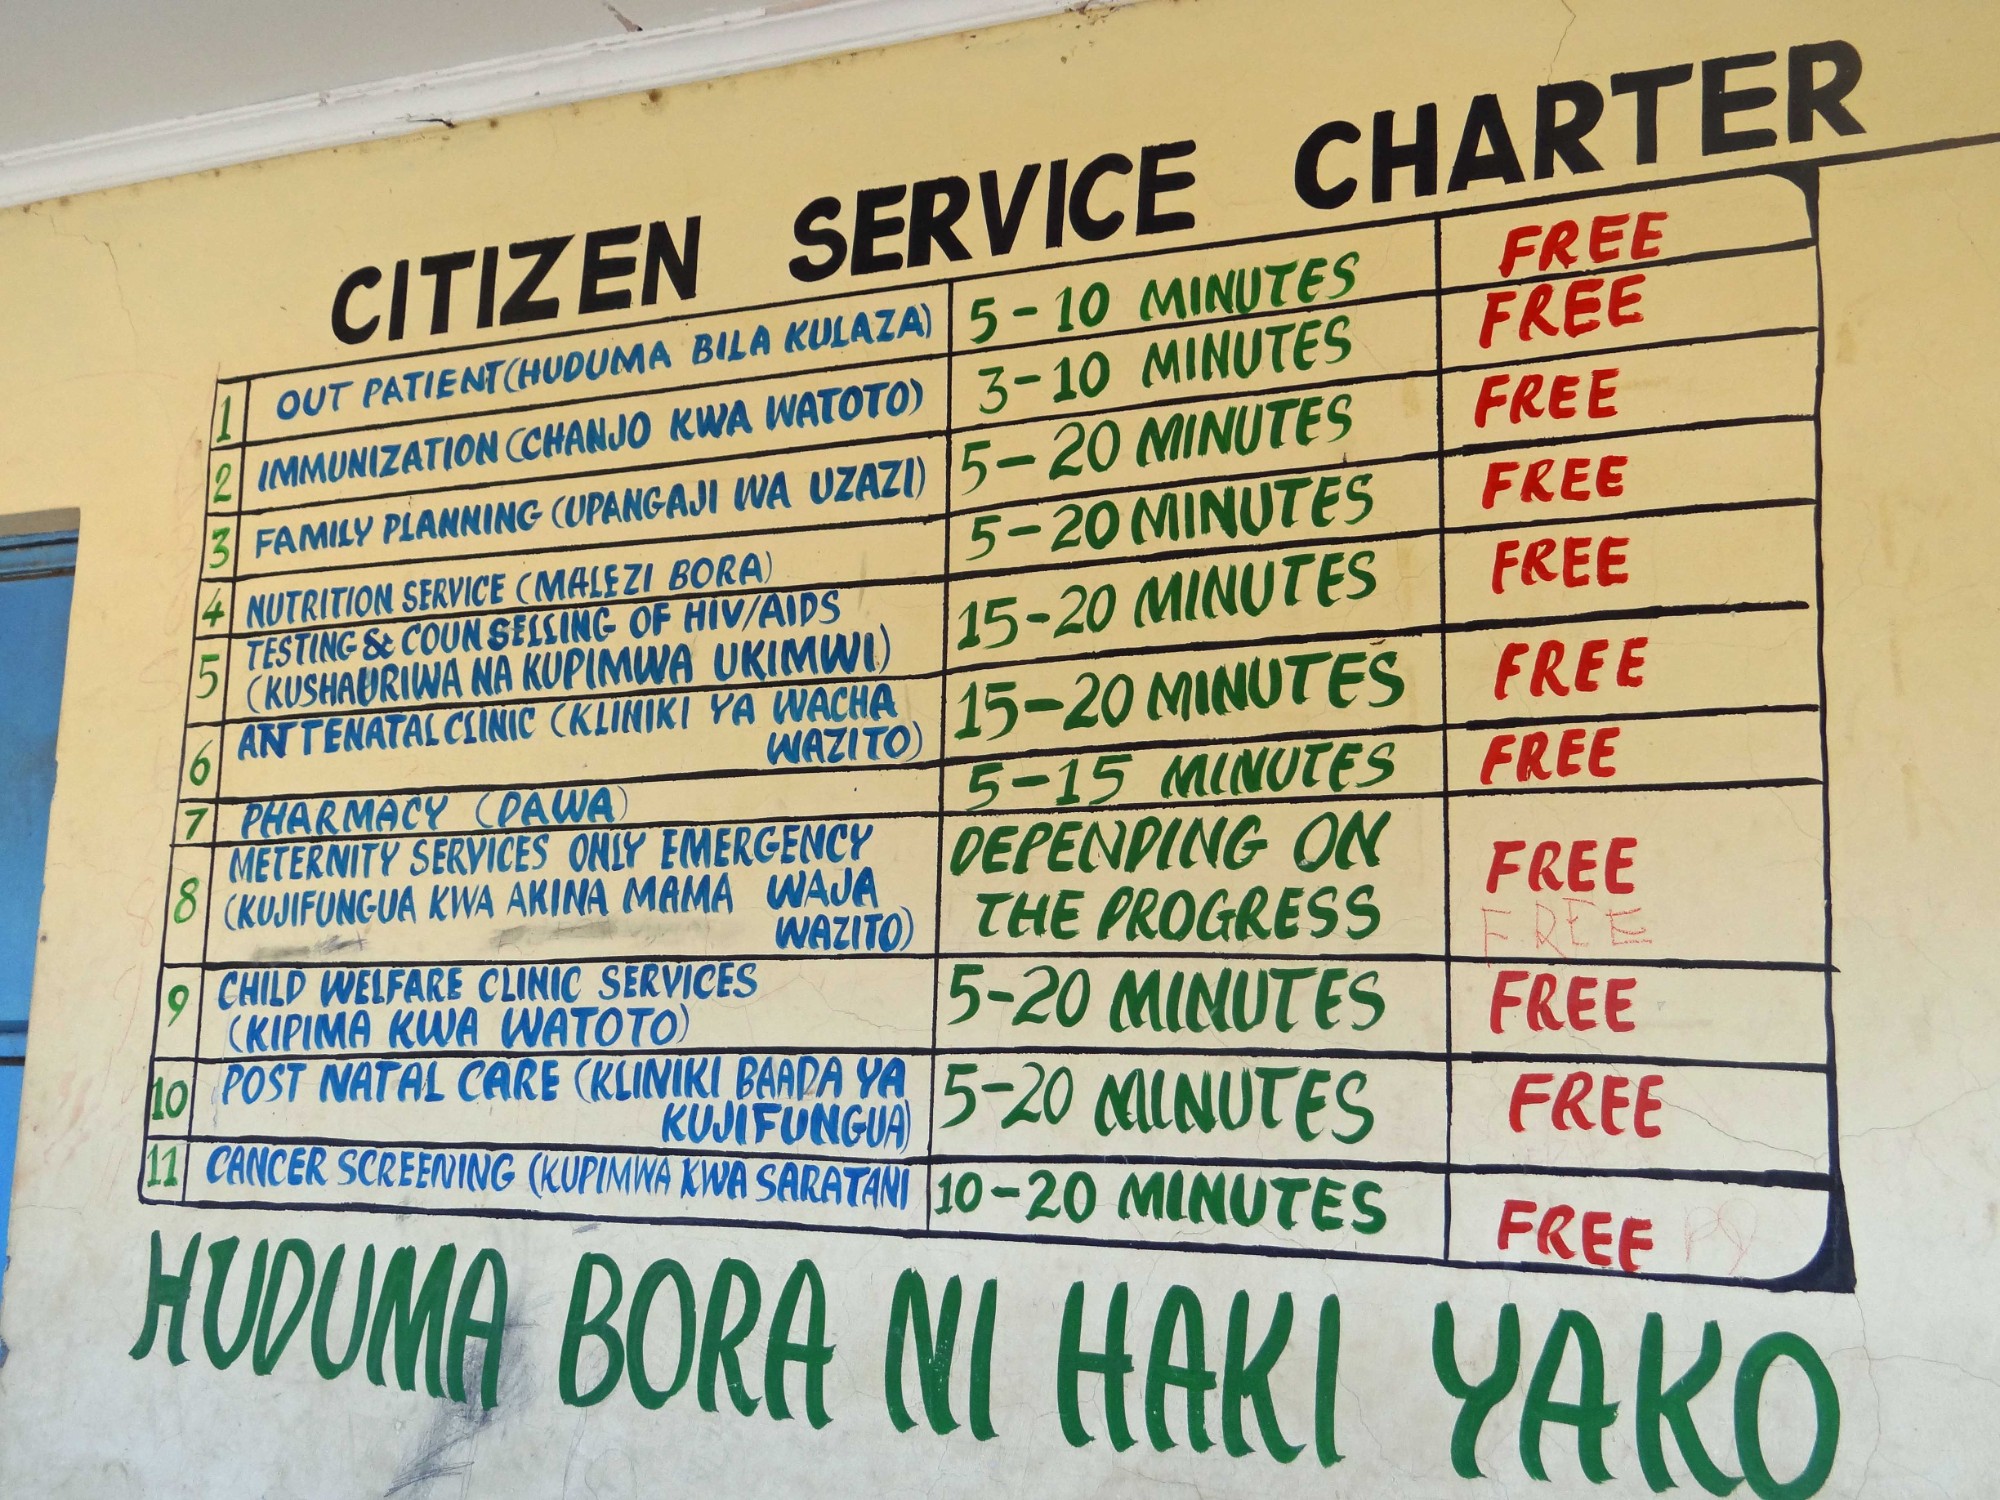 CITIZEN SERVICE CHARTER
1 OUT PATIENT(HUDUMA BILA KULAZA) 5-10 MINUTES FREE
2 IMMUNIZATION (CHANJO KWA WATOTO) 3-10 MINUTES FREE
3 FAMILY PLANNING (UPANGAJI WA UZAZI) 5-20 MINUTES FREE
4 NUTRITION SERVICE (MALEZI BORA) 5-20 MINUTES FREE
5 TESTING & COUNSELLING OF HIV/AIDS
(KUSHAURIWA NA KUPIMWA UKIMWI) 15-20 MINUTES FREE
6 ANTTENATAL CLINIC (KLINIKI YA WACHA
WAZITO) 15-20 MINUTES FREE
7 PHARMACY (DAWA) 5-15 MINUTES FREE
8 METERNITY SERVICES ONLY EMERGENCY DEPENDING ON FREE
(KUJIFUNGUA KWA AKINA MAMA WAJA THE PROGRESS FREE
WAZITO)
9 CHILD WELFARE CLINIC SERVICES 5-20 MINUTES FREE
(KIPIMA KWA WATOTO)
10 POST NATAL CARE (KLINIKI BAADA YA 5-20 MINUTES FREE
KUJIFUNGUA)
11 CANCER SCREENING (KUPIMWA KWA SARATANI 10-20 MINUTES FREE
HUDUMA BORA NI HAKI YAKO